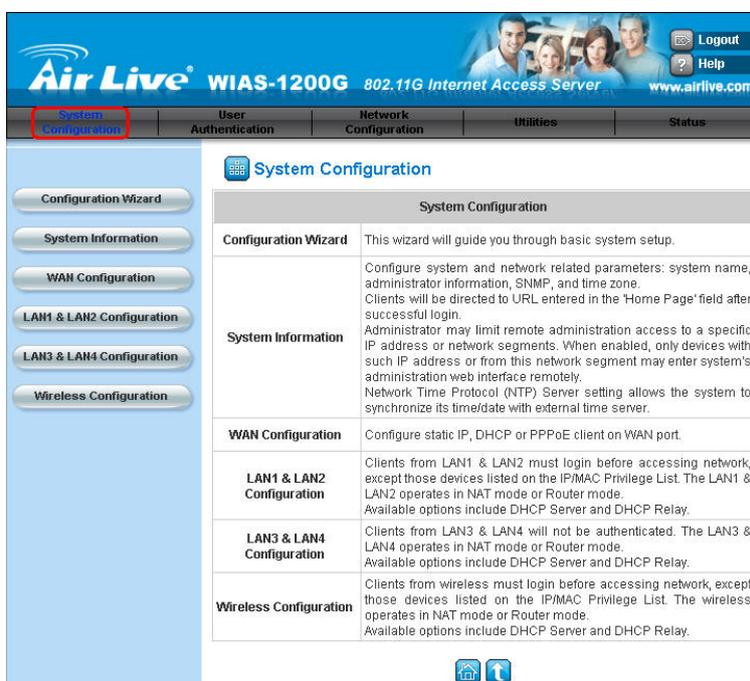 Logout
Help
Air Live®
WIAS-1200G 802.11G Internet Access Server
www.airlive.com
System Configuration
User Authentication
Network Configuration
Utilities
Status
System Configuration
Configuration Wizard
System Information
WAN Configuration
LAN1 & LAN2 Configuration
LAN3 & LAN4 Configuration
Wireless Configuration
System Configuration
Configuration Wizard
This wizard will guide you through basic system setup.
System Information
Configure system and network related parameters: system name,
administrator information, SNMP, and time zone.
Clients will be directed to URL entered in the 'Home Page' field after
successful login.
Administrator may limit remote administration access to a specific
IP address or network segments. When enabled, only devices with
such IP address or from this network segment may enter system's
administration web interface remotely.
Network Time Protocol (NTP) Server setting allows the system to
synchronize its time/date with external time server.
WAN Configuration
Configure static IP, DHCP or PPPoE client on WAN port.
LAN1 & LAN2
Configuration
Clients from LAN1 & LAN2 must login before accessing network,
except those devices listed on the IP/MAC Privilege List. The LAN1 &
LAN2 operates in NAT mode or Router mode.
Available options include DHCP Server and DHCP Relay.
LAN3 & LAN4
Configuration
Clients from LAN3 & LAN4 will not be authenticated. The LAN3 &
LAN4 operates in NAT mode or Router mode.
Available options include DHCP Server and DHCP Relay.
Wireless Configuration
Clients from wireless must login before accessing network, except
those devices listed on the IP/MAC Privilege List. The wireless
operates in NAT mode or Router mode.
Available options include DHCP Server and DHCP Relay.